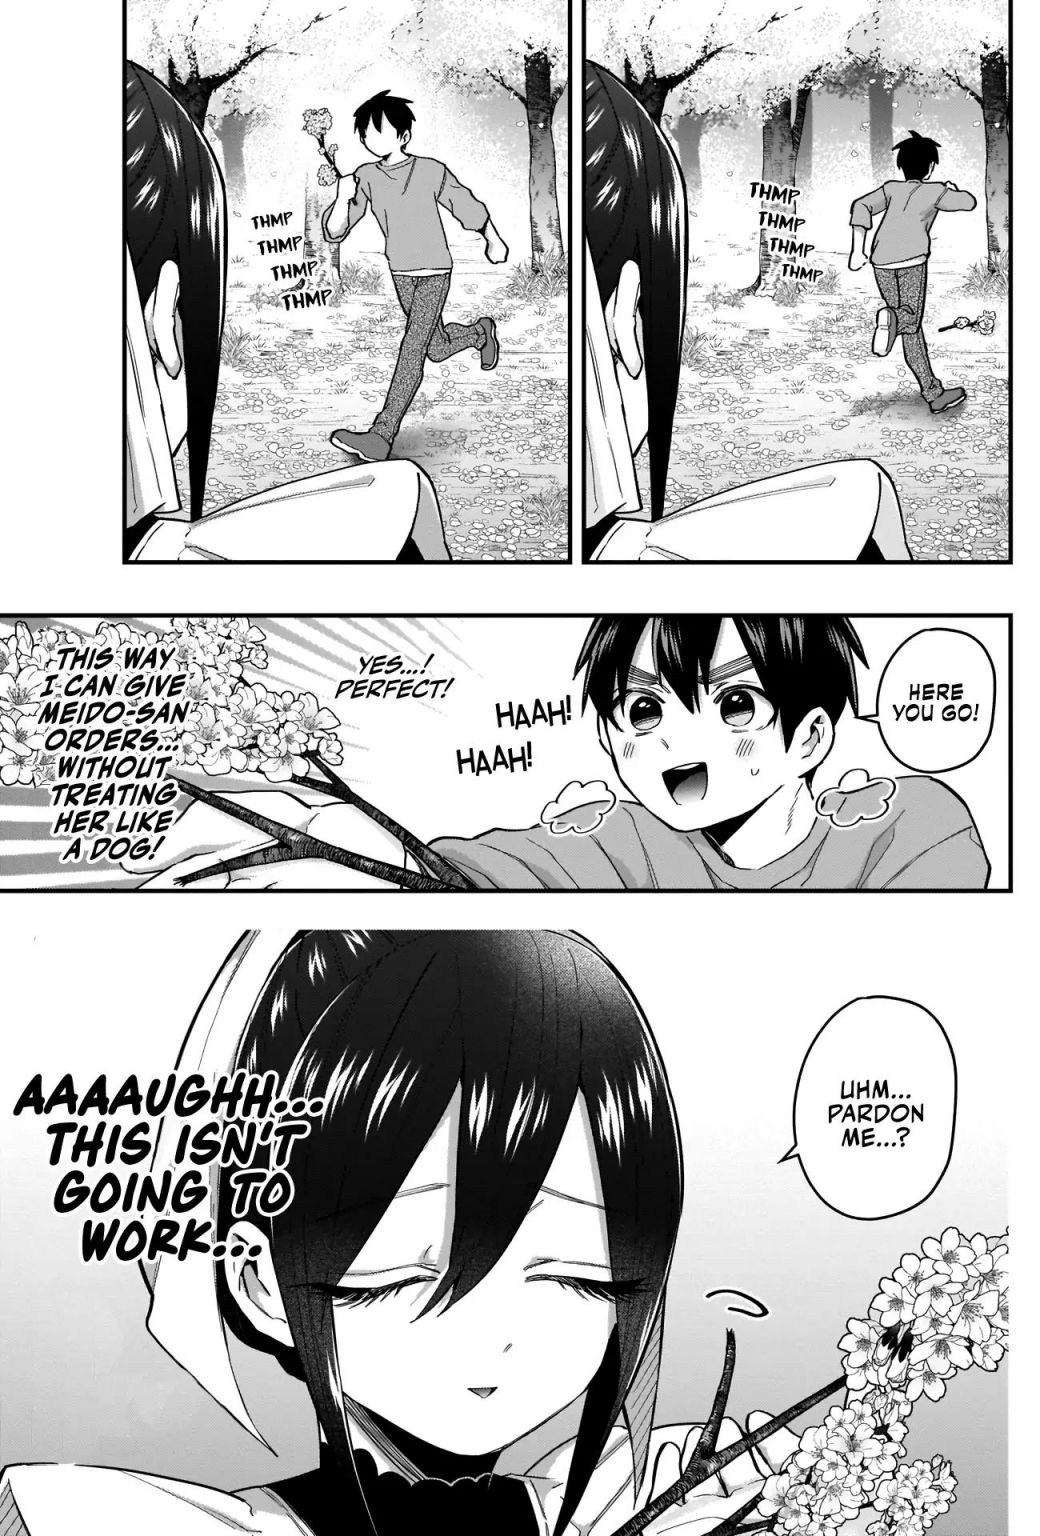 THMP
THMP
THMP
THMP
THMP
THMP
THMP
THMP
HERE
YOU GO!
HAAH!
HAAH!
YES...!
PERFECT!
THIS WAY
I CAN GIVE
MEIDO-SAN
ORDERS...
WITHOUT
TREATING
HER LIKE
A DOG!
UHM...
PARDON
ME...?
AAAAUGHH...
THIS ISN'T
GOING TO
WORK...